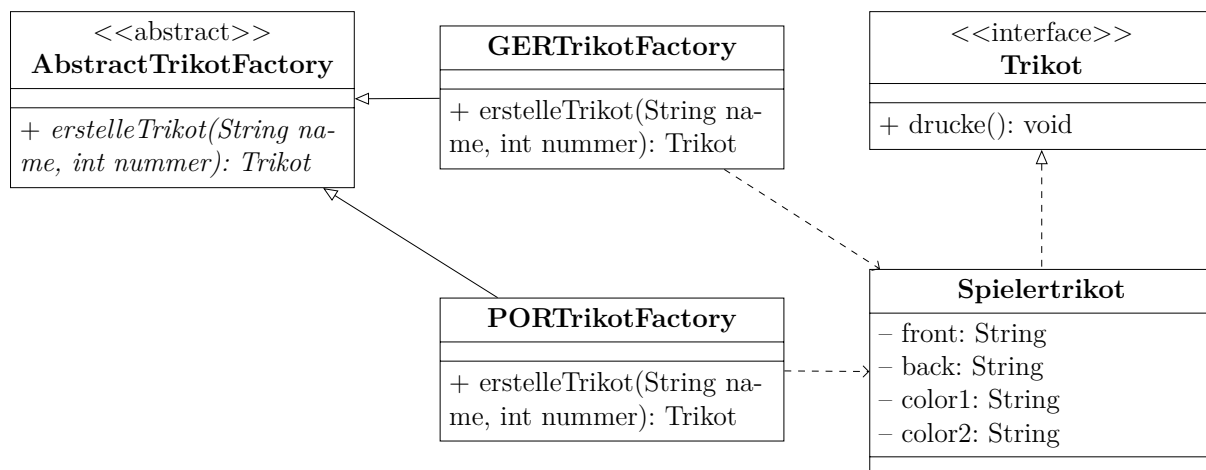 <<abstract>>
AbstractTrikotFactory
+ erstelleTrikot(String na-
me, int nummer): Trikot
GERTrikotFactory
+ erstelleTrikot(String na-
me, int nummer): Trikot
<<interface>>
Trikot
+ drucke(): void
PORTrikotFactory
+ erstelleTrikot(String na-
me, int nummer): Trikot
Spielertrikot
– front: String
– back: String
– color1: String
– color2: String